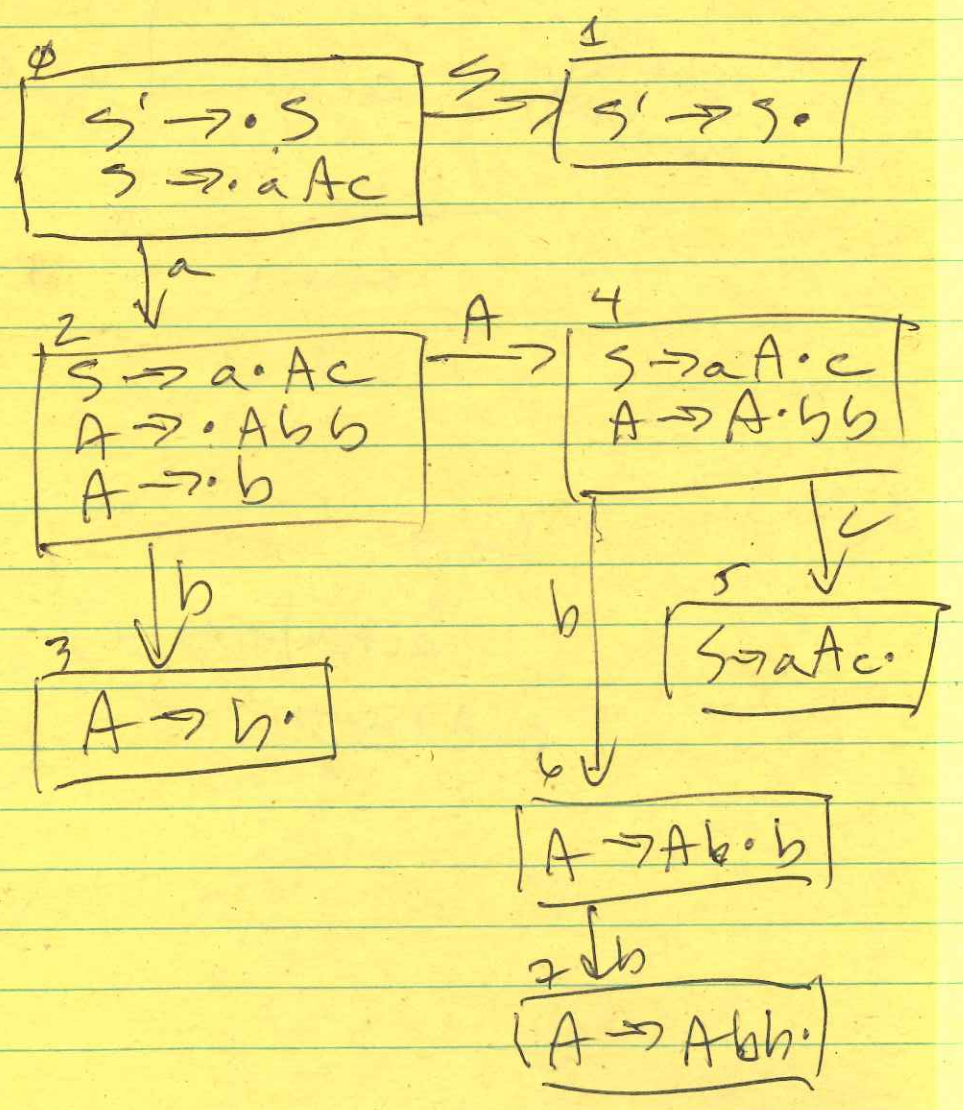 0
S' → · S
S → · a A c
S
1
S' → S ·
a
2
S → a · A c
A → · A b b
A → · b
A
4
S → a A · c
A → A · b b
b
3
A → b ·
b
c
5
S → a A c ·
6
A → A b · b
b
7
A → A b b ·